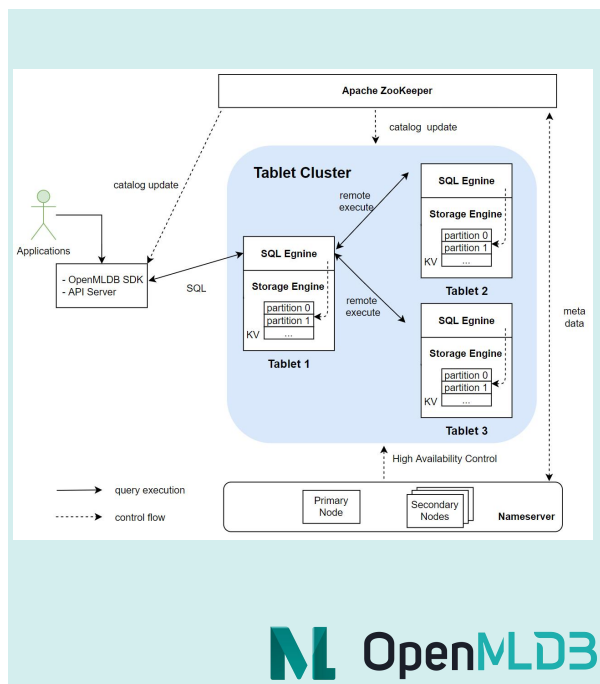 Apache ZooKeeper
catalog update
catalog update
Tablet Cluster
Applications
- OpenMLDB SDK
- API Server
SQL
SQL Egnine
Storage Engine
partition 0
partition 1
...
KV
Tablet 1
remote
execute
remote
execute
SQL Egnine
Storage Engine
partition 0
partition 1
...
KV
Tablet 2
SQL Egnine
Storage Engine
partition 0
partition 1
...
KV
Tablet 3
meta
data
High Availability Control
query execution
control flow
Primary
Node
Secondary
Nodes
Nameserver
OpenMLDB